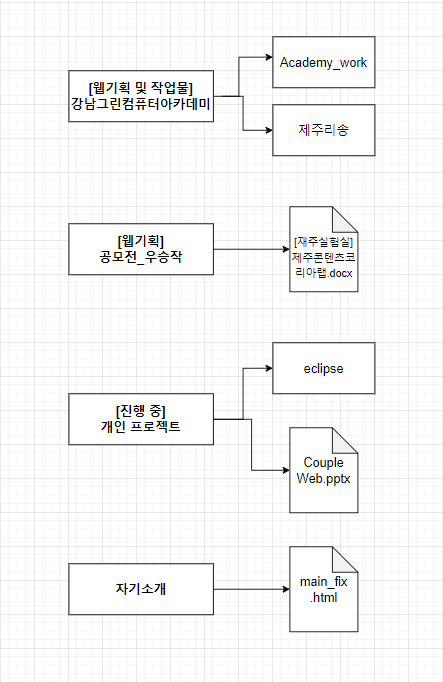 [웹기획 및 작업물]
강남그린컴퓨터아카데미
Academy_work
제주리송
[웹기획]
공모전_우승작
[재주실험실]
제주콘텐츠코
리아랩.docx
[진행 중]
개인 프로젝트
eclipse
Couple
Web.pptx
자기소개
main_fix
.html